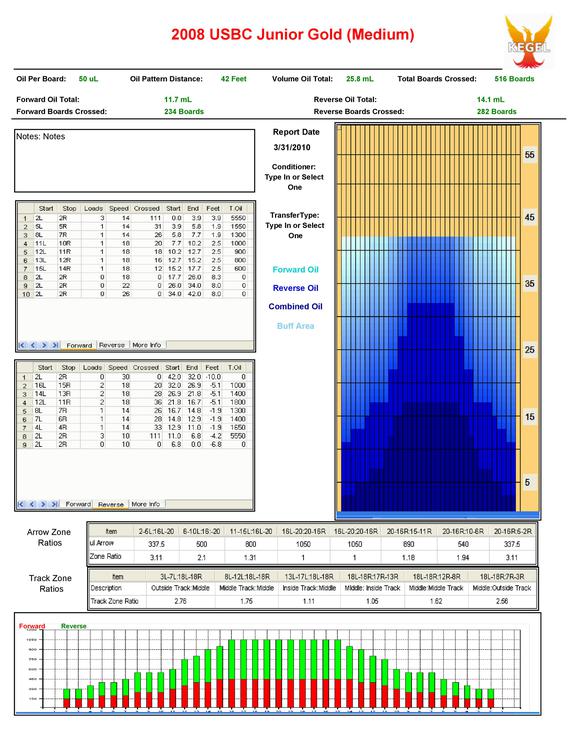 2008 USBC Junior Gold (Medium)
KEGEL
Oil Per Board: 50 uL Oil Pattern Distance: 42 Feet Volume Oil Total: 25.8 mL Total Boards Crossed: 516 Boards
Forward Oil Total: 11.7 mL Reverse Oil Total: 14.1 mL
Forward Boards Crossed: 234 Boards Reverse Boards Crossed: 282 Boards
Notes: Notes
Report Date
3/31/2010
Conditioner:
Type In or Select
One
TransferType:
Type In or Select
One
Forward Oil
Reverse Oil
Combined Oil
Buff Area
55
45
35
25
15
5
Start Stop Loads Speed Crossed Start End Feet T.Oil
1 2L 2R 3 14 111 0.0 3.9 3.9 5550
2 5L 5R 1 14 31 3.9 5.8 1.9 1550
3 8L 7R 1 14 26 5.8 7.7 1.9 1300
4 11L 10R 1 18 20 7.7 10.2 2.5 1000
5 12L 11R 1 18 18 10.2 12.7 2.5 900
6 13L 12R 1 18 16 12.7 15.2 2.5 800
7 15L 14R 1 18 12 15.2 17.7 2.5 600
8 2L 2R 0 18 0 17.7 26.0 8.3 0
9 2L 2R 0 22 0 26.0 34.0 8.0 0
10 2L 2R 0 26 0 34.0 42.0 8.0 0
Forward Reverse More Info
Start Stop Loads Speed Crossed Start End Feet T.Oil
1 2L 2R 0 30 0 42.0 32.0 -10.0 0
2 16L 15R 2 18 20 32.0 26.9 -5.1 1000
3 14L 13R 2 18 28 26.9 21.8 -5.1 1400
4 12L 11R 2 18 36 21.8 16.7 -5.1 1800
5 8L 7R 1 14 26 16.7 14.8 -1.9 1300
6 7L 6R 1 14 28 14.8 12.9 -1.9 1400
7 4L 4R 1 14 33 12.9 11.0 -1.9 1650
8 2L 2R 3 10 111 11.0 6.8 -4.2 5550
9 2L 2R 0 10 0 6.8 0.0 -6.8 0
Forward Reverse More Info
Arrow Zone
Ratios
Item 2-5L:16L-20 6-10L:16L-20 11-15L:16L-20 16L-20:20-16R 16L-20:20-16R 20-16R:15-11R 20-16R:10-6R 20-16R:5-2R
ul Arrow 337.5 500 800 1050 1050 890 540 337.5
Zone Ratio 3.11 2.1 1.31 1 1 1.18 1.94 3.11
Track Zone
Ratios
Item 3L-7L:18L-18R 8L-12L:18L-18R 13L-17L:18L-18R 18L-18R:17R-13R 18L-18R:12R-8R 18L-18R:7R-3R
Description Outside Track:Middle Middle Track:Middle Inside Track:Middle Middle: Inside Track Middle:Middle Track Middle:Outside Track
Track Zone Ratio 2.76 1.75 1.11 1.05 1.62 2.56
Forward Reverse